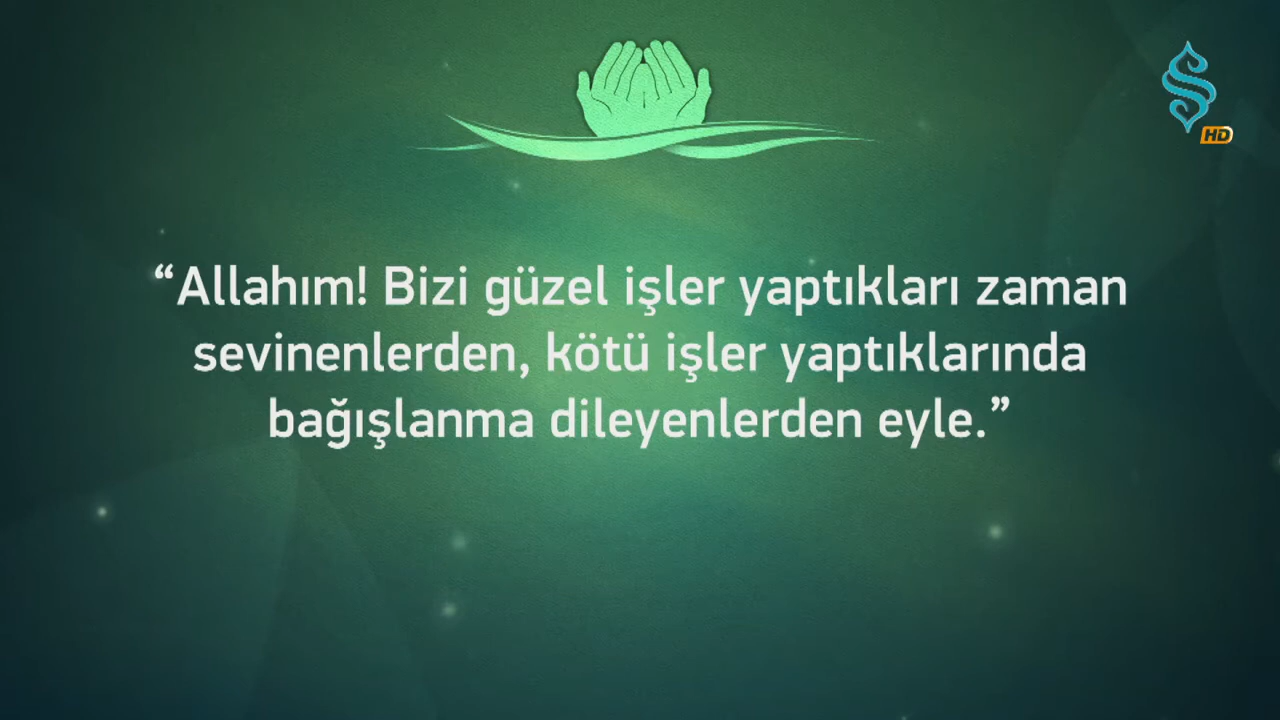 HD
“Allahım! Bizi güzel işler yaptıkları zaman
sevinenlerden, kötü işler yaptıklarında
bağışlanma dileyenlerden eyle.”